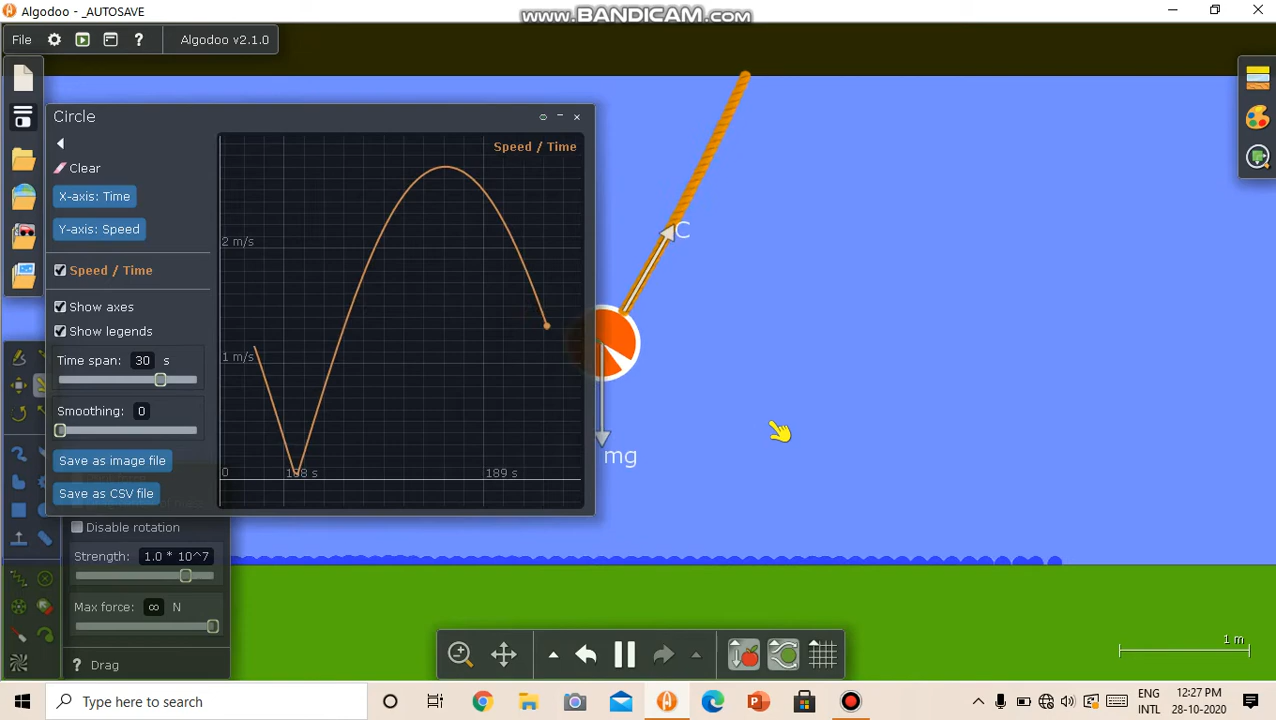 Algodoo - _AUTOSAVE
www.BANDICAM.com
File
?
Algodoo v2.1.0
Circle
Clear
X-axis: Time
Y-axis: Speed
Speed / Time
Show axes
Show legends
Time span: 30 s
Smoothing: 0
Save as image file
Save as CSV file
Speed / Time
2 m/s
1 m/s
0
188 s
189 s
C
mg
Disable rotation
Strength: 1.0 * 10^7
Max force: ∞ N
? Drag
1 m
Type here to search
ENG
INTL
12:27 PM
28-10-2020